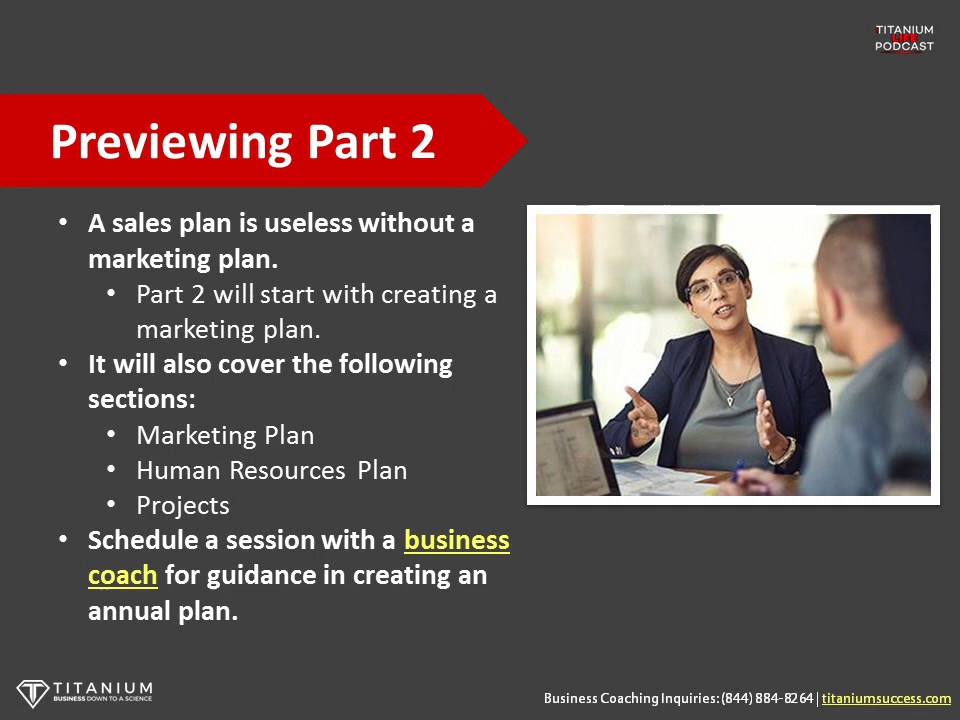 TITANIUM
LIFE
PODCAST
Previewing Part 2
• A sales plan is useless without a
marketing plan.
• Part 2 will start with creating a
marketing plan.
• It will also cover the following
sections:
• Marketing Plan
• Human Resources Plan
• Projects
• Schedule a session with a business
coach for guidance in creating an
annual plan.
TITANIUM
BUSINESS DOWN TO A SCIENCE
Business Coaching Inquiries: (844) 884-8264 | titaniumsuccess.com